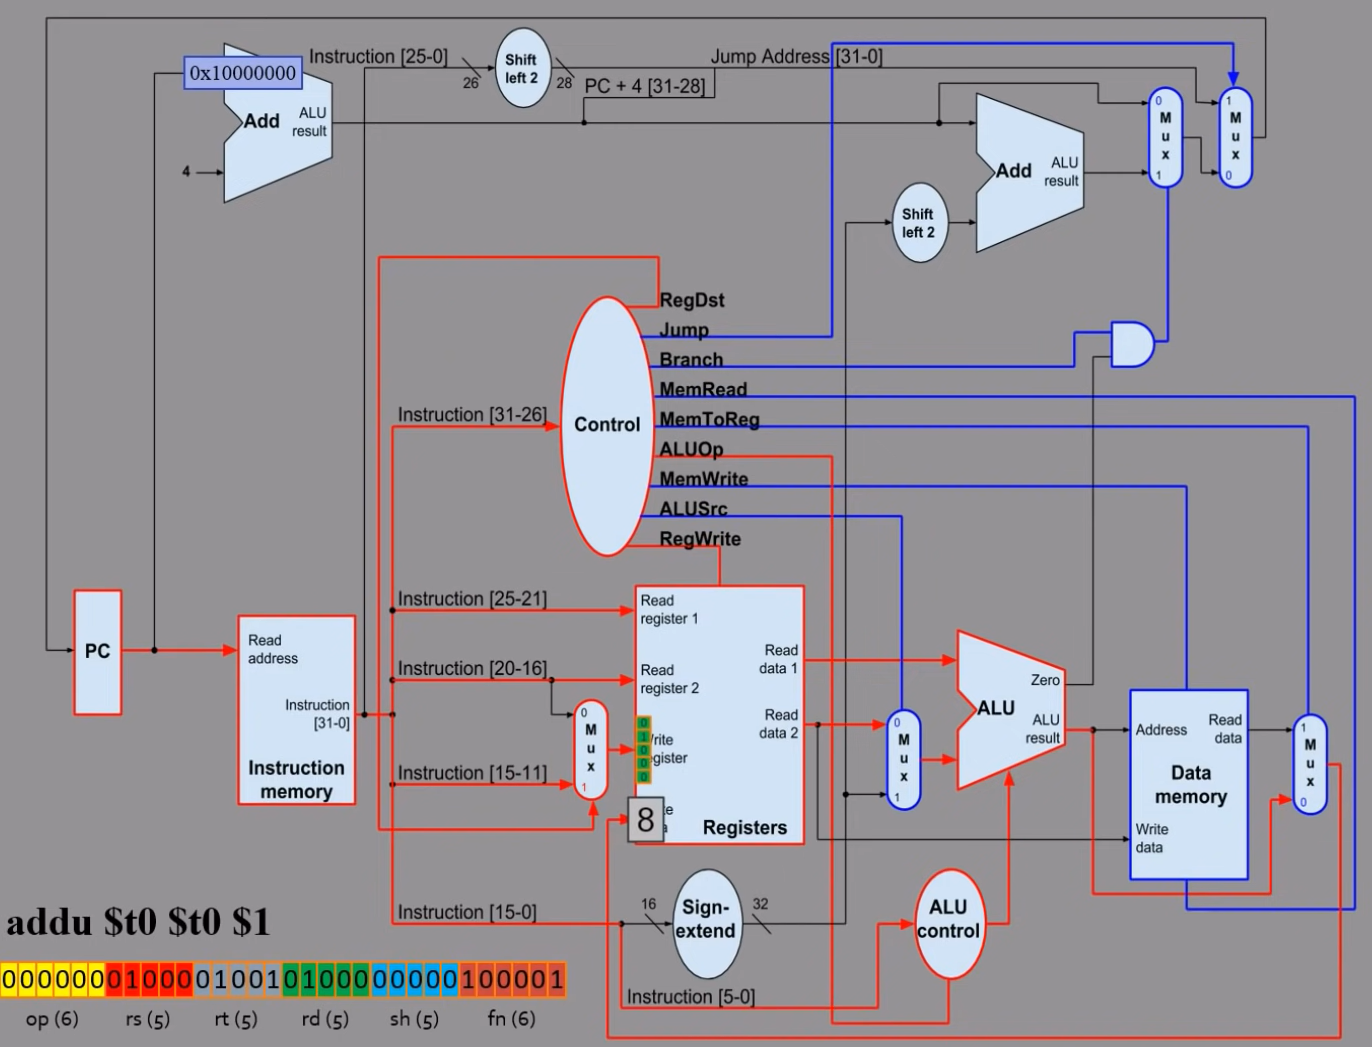 Instruction [25-0]
26
Shift
left 2
28
Jump Address [31-0]
PC + 4 [31-28]
0x10000000
Add
ALU
result
4
0
M
u
x
1
1
M
u
x
0
Add
ALU
result
Shift
left 2
RegDst
Jump
Branch
MemRead
MemToReg
ALUOp
MemWrite
ALUSrc
RegWrite
Instruction [31-26]
Control
PC
Read
address
Instruction
[31-0]
Instruction
memory
Instruction [25-21]
Instruction [20-16]
Instruction [15-11]
0
M
u
x
1
Read
register 1
Read
register 2
0
1
0
0
0
8
Read
data 1
Read
data 2
Registers
0
M
u
x
1
Zero
ALU
ALU
result
Address
Read
data
Data
memory
Write
data
1
M
u
x
0
Instruction [15-0]
16
Sign-
extend
32
ALU
control
Instruction [5-0]
addu $t0 $t0 $1
000000 01000 01001 01000 00000 100001
op (6) rs (5) rt (5) rd (5) sh (5) fn (6)